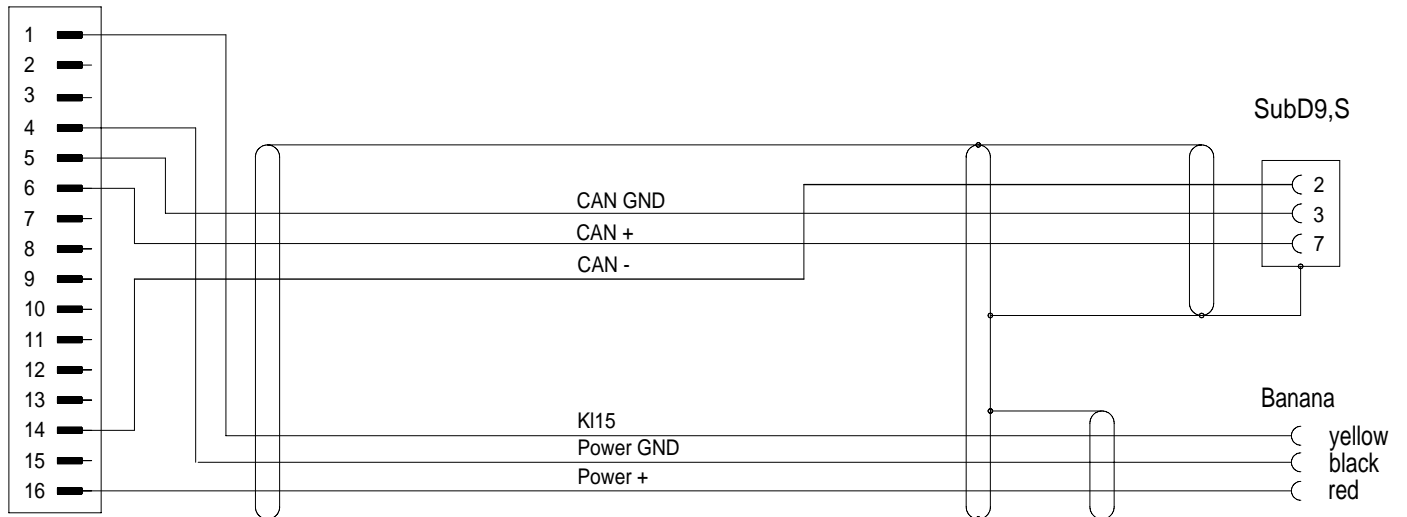 1
2
3
4
5
6
7
8
9
10
11
12
13
14
15
16
CAN GND
CAN +
CAN -
Kl15
Power GND
Power +
SubD9,S
2
3
7
Banana
yellow
black
red